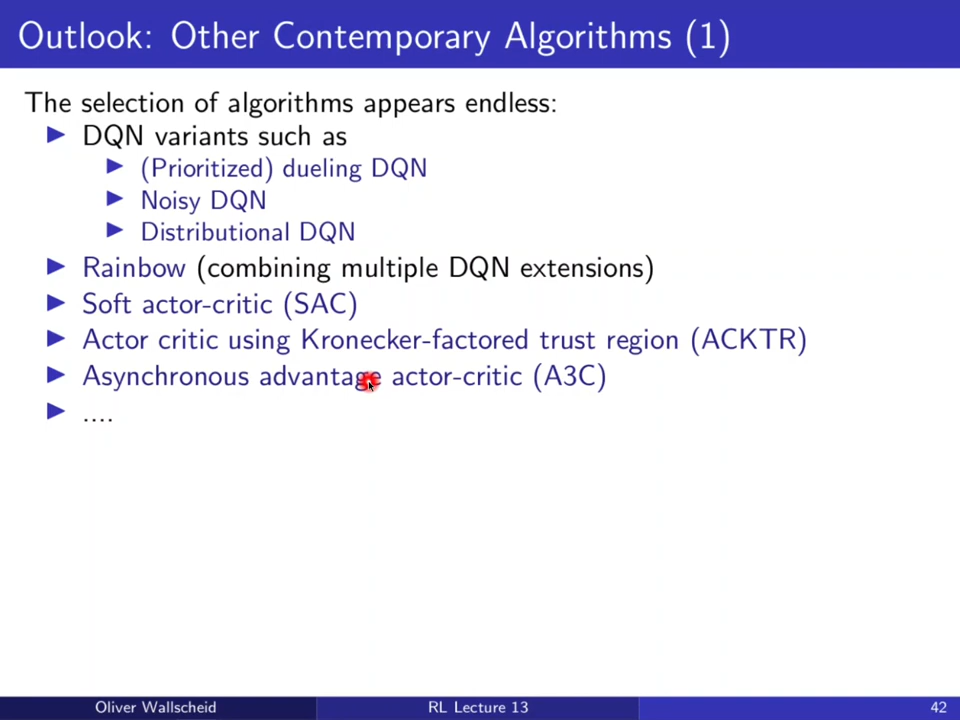 Outlook: Other Contemporary Algorithms (1)
The selection of algorithms appears endless:
DQN variants such as
(Prioritized) dueling DQN
Noisy DQN
Distributional DQN
Rainbow (combining multiple DQN extensions)
Soft actor-critic (SAC)
Actor critic using Kronecker-factored trust region (ACKTR)
Asynchronous advantage actor-critic (A3C)
....
Oliver Wallscheid RL Lecture 13 42